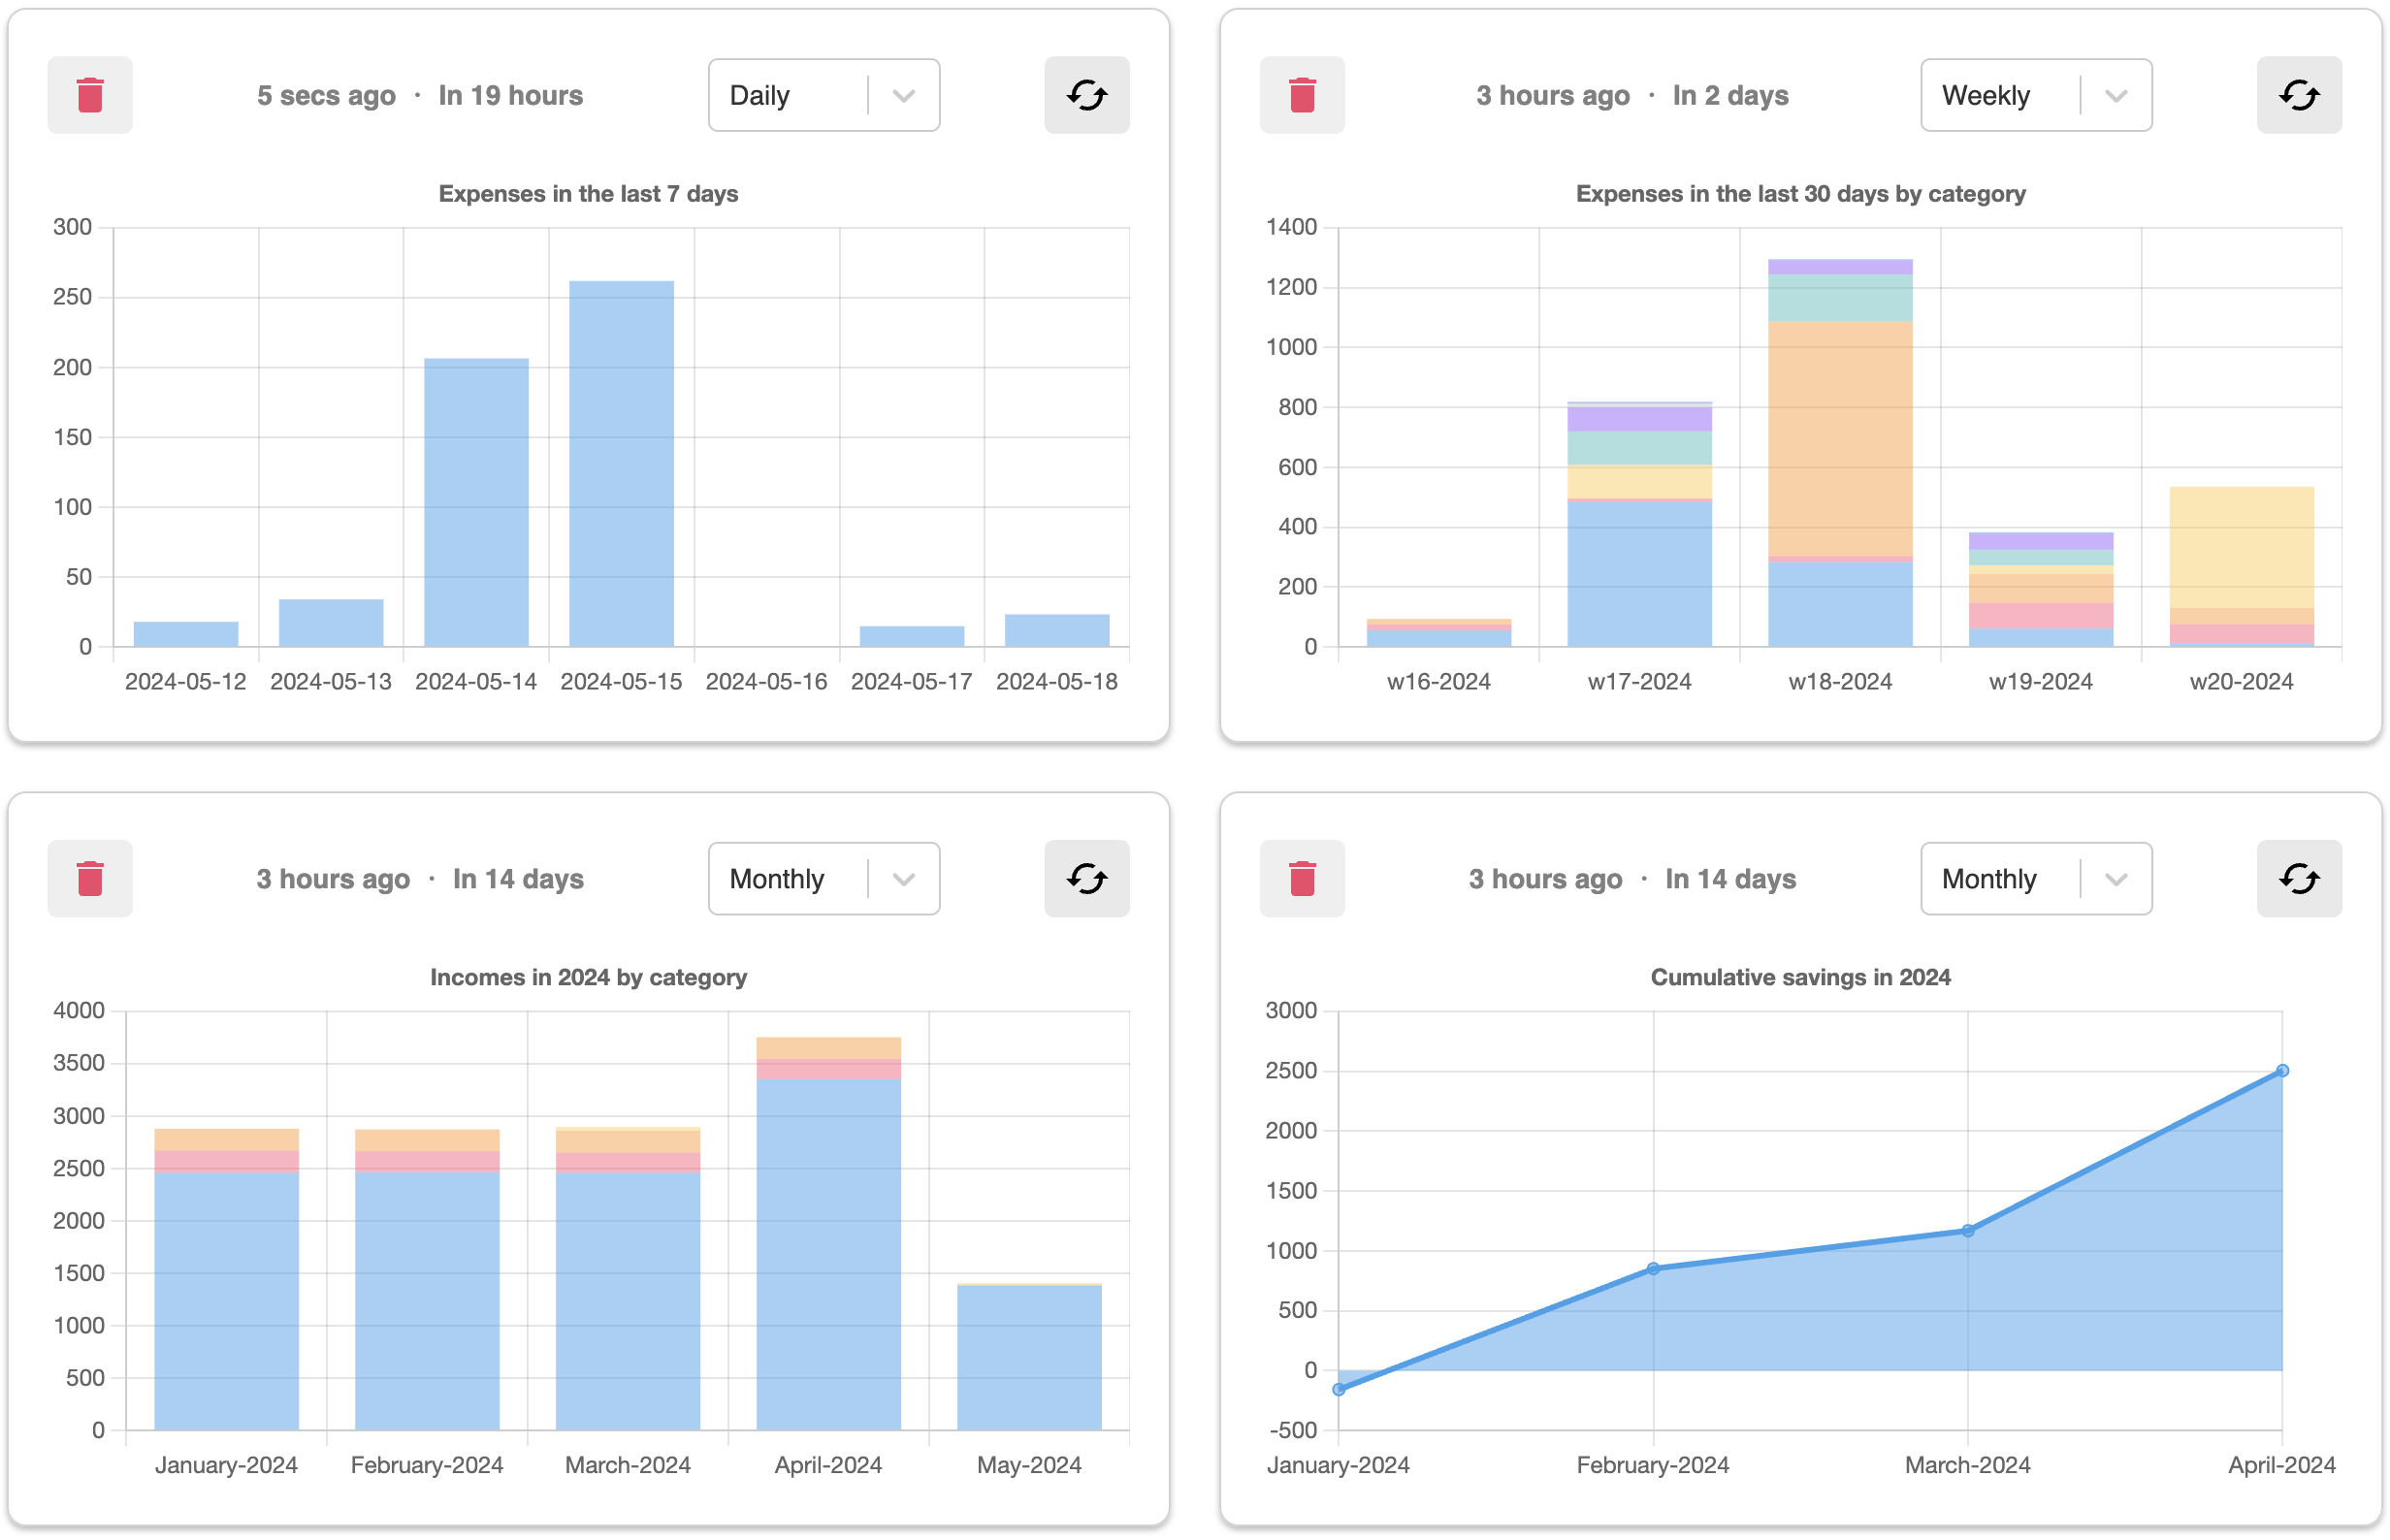 5 secs ago · In 19 hours
Daily
Expenses in the last 7 days
300
250
200
150
100
50
0
2024-05-12 2024-05-13 2024-05-14 2024-05-15 2024-05-16 2024-05-17 2024-05-18
3 hours ago · In 2 days
Weekly
Expenses in the last 30 days by category
1400
1200
1000
800
600
400
200
0
w16-2024 w17-2024 w18-2024 w19-2024 w20-2024
3 hours ago · In 14 days
Monthly
Incomes in 2024 by category
4000
3500
3000
2500
2000
1500
1000
500
0
January-2024 February-2024 March-2024 April-2024 May-2024
3 hours ago · In 14 days
Monthly
Cumulative savings in 2024
3000
2500
2000
1500
1000
500
0
-500
January-2024 February-2024 March-2024 April-2024